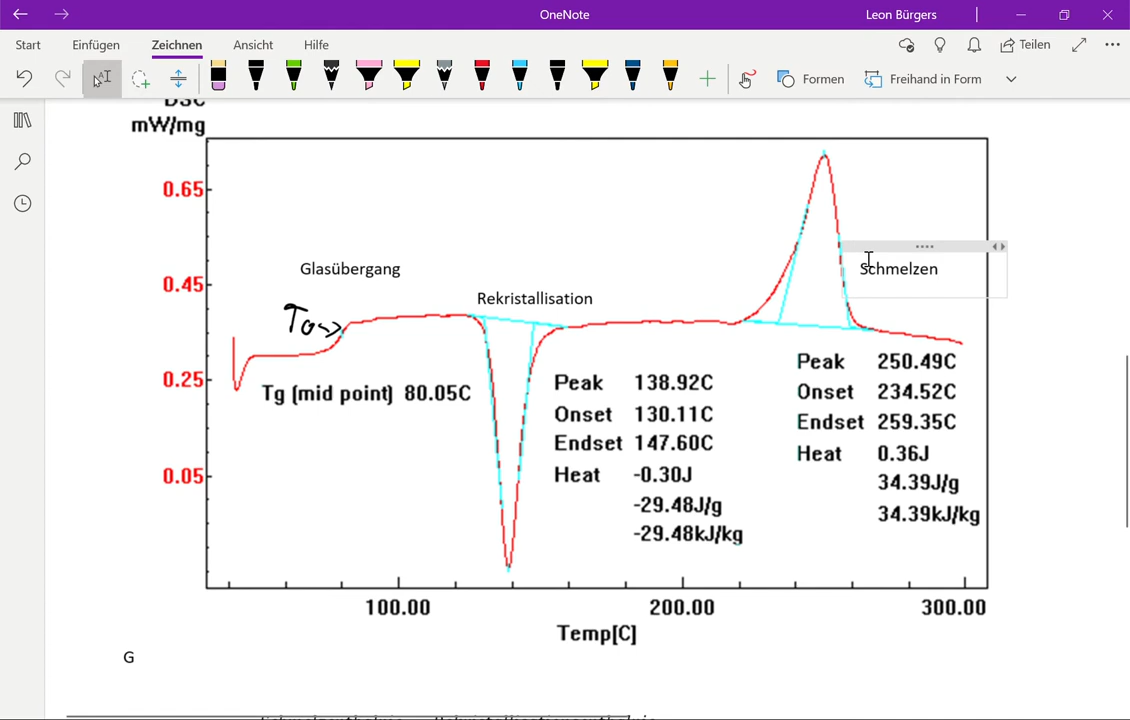 OneNote
Leon Bürgers
Start
Einfügen
Zeichnen
Ansicht
Hilfe
Teilen
Formen
Freihand in Form
DSC
mW/mg
0.65
0.45
0.25
0.05
Glasübergang
Rekristallisation
Schmelzen
Tg (mid point) 80.05C
Peak 138.92C
Onset 130.11C
Endset 147.60C
Heat -0.30J
-29.48J/g
-29.48kJ/kg
Peak 250.49C
Onset 234.52C
Endset 259.35C
Heat 0.36J
34.39J/g
34.39kJ/kg
100.00
200.00
300.00
Temp[C]
G
Schmelzenthalpie - Rekristallisationsenthalpie